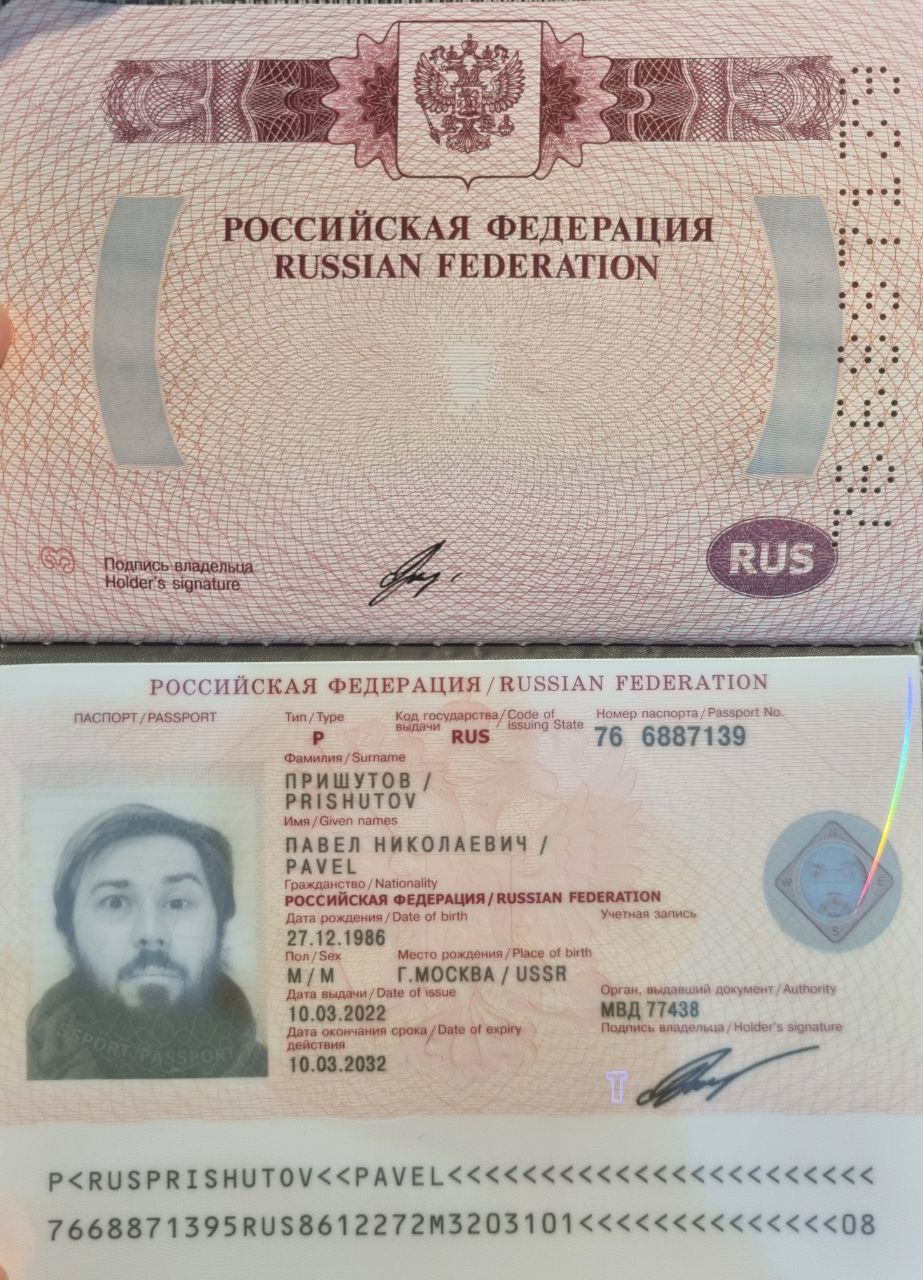 РОССИЙСКАЯ ФЕДЕРАЦИЯ
RUSSIAN FEDERATION
Подпись владельца
Holder's signature
RUS
РОССИЙСКАЯ ФЕДЕРАЦИЯ/RUSSIAN FEDERATION
ПАСПОРТ/PASSPORT
Тип/Type
Код государства/Code of
выдачи issuing State
Номер паспорта/Passport No.
P
RUS
76 6887139
Фамилия/Surname
ПРИШУТОВ /
PRISHUTOV
Имя/Given names
ПАВЕЛ НИКОЛАЕВИЧ /
PAVEL
Гражданство/Nationality
РОССИЙСКАЯ ФЕДЕРАЦИЯ/RUSSIAN FEDERATION
Дата рождения/Date of birth
Учетная запись
27.12.1986
Пол/Sex
Место рождения/Place of birth
М/M
Г.МОСКВА/USSR
Дата выдачи/Date of issue
Орган, выдавший документ/Authority
10.03.2022
МВД 77438
Дата окончания срока/Date of expiry
действия
Подпись владельца/Holder's signature
10.03.2032
N
W
E
S
PASSPORT
T
P<RUSPRISHUTOV<<PAVEL<<<<<<<<<<<<<<<<<<<<<<<
7668871395RUS8612272M3203101<<<<<<<<<<<<<<08